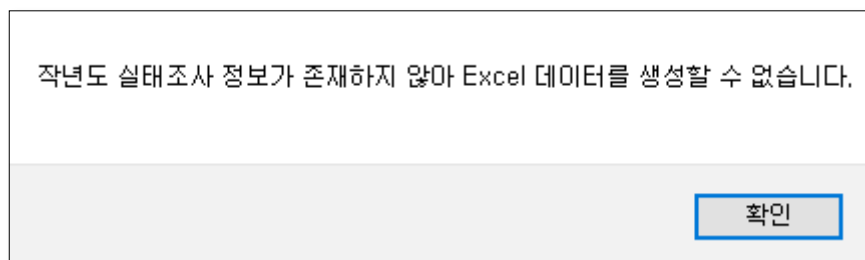 작년도 실태조사 정보가 존재하지 않아 Excel 데이터를 생성할 수 없습니다.
확인